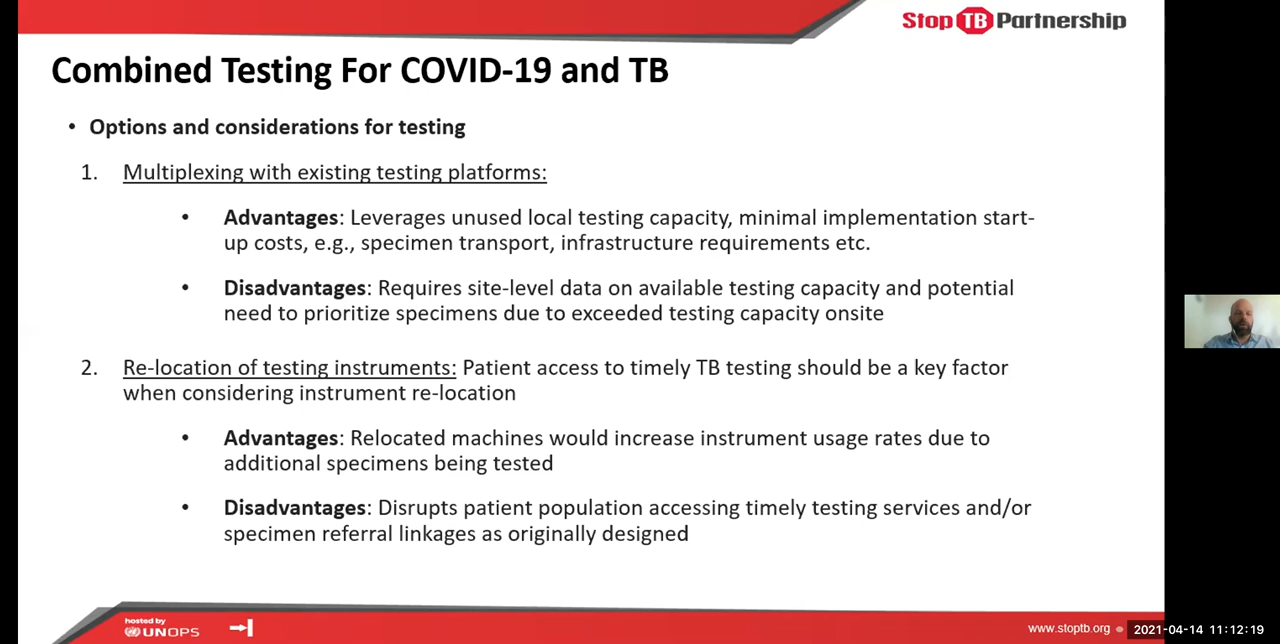 Stop TB Partnership
Combined Testing For COVID-19 and TB
• Options and considerations for testing
1. Multiplexing with existing testing platforms:
• Advantages: Leverages unused local testing capacity, minimal implementation start-
up costs, e.g., specimen transport, infrastructure requirements etc.
• Disadvantages: Requires site-level data on available testing capacity and potential
need to prioritize specimens due to exceeded testing capacity onsite
2. Re-location of testing instruments: Patient access to timely TB testing should be a key factor
when considering instrument re-location
• Advantages: Relocated machines would increase instrument usage rates due to
additional specimens being tested
• Disadvantages: Disrupts patient population accessing timely testing services and/or
specimen referral linkages as originally designed
hosted by
UNOPS
www.stoptb.org
2021-04-14 11:12:19